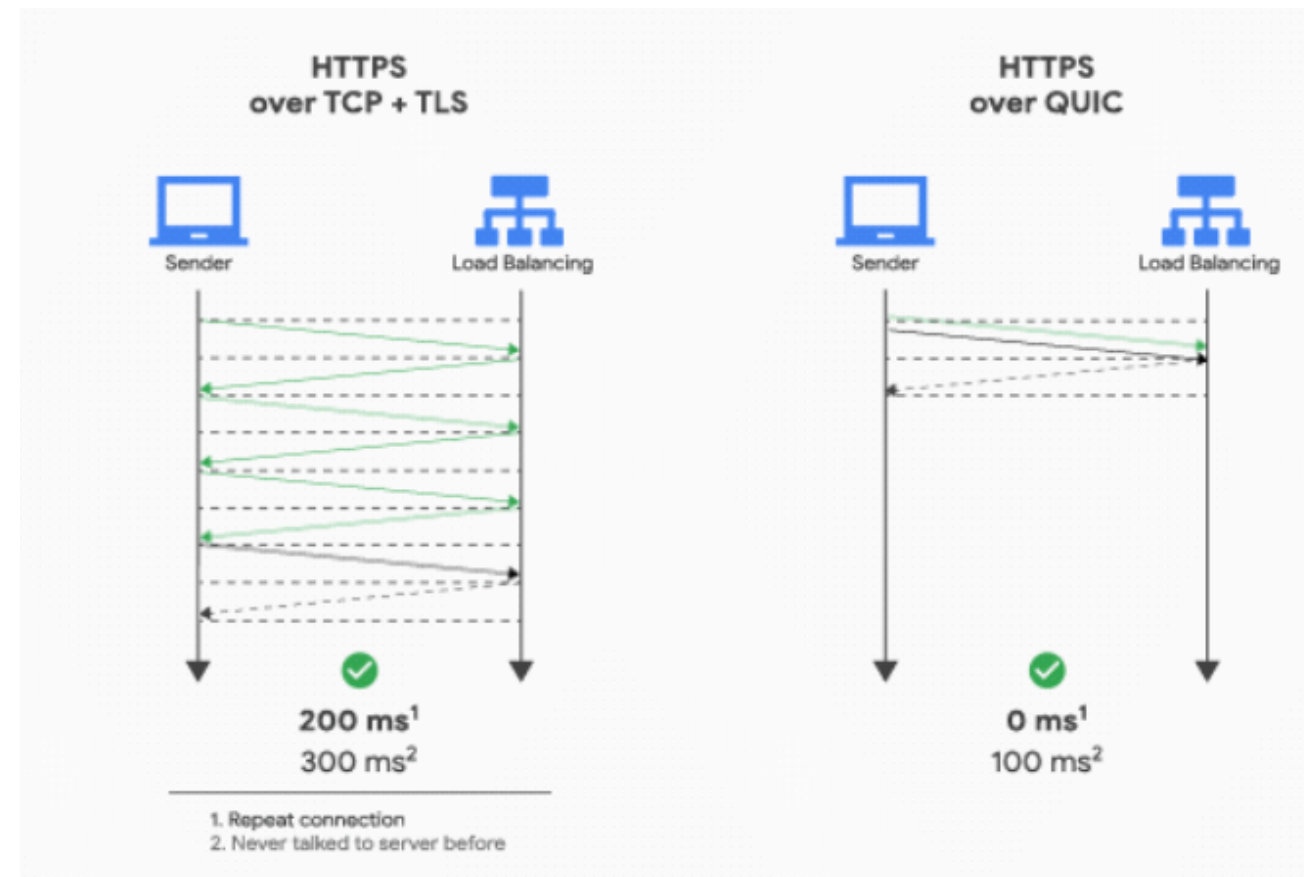 HTTPS
over TCP + TLS
Sender
Load Balancing
200 ms¹
300 ms²
1. Repeat connection
2. Never talked to server before
HTTPS
over QUIC
Sender
Load Balancing
0 ms¹
100 ms²